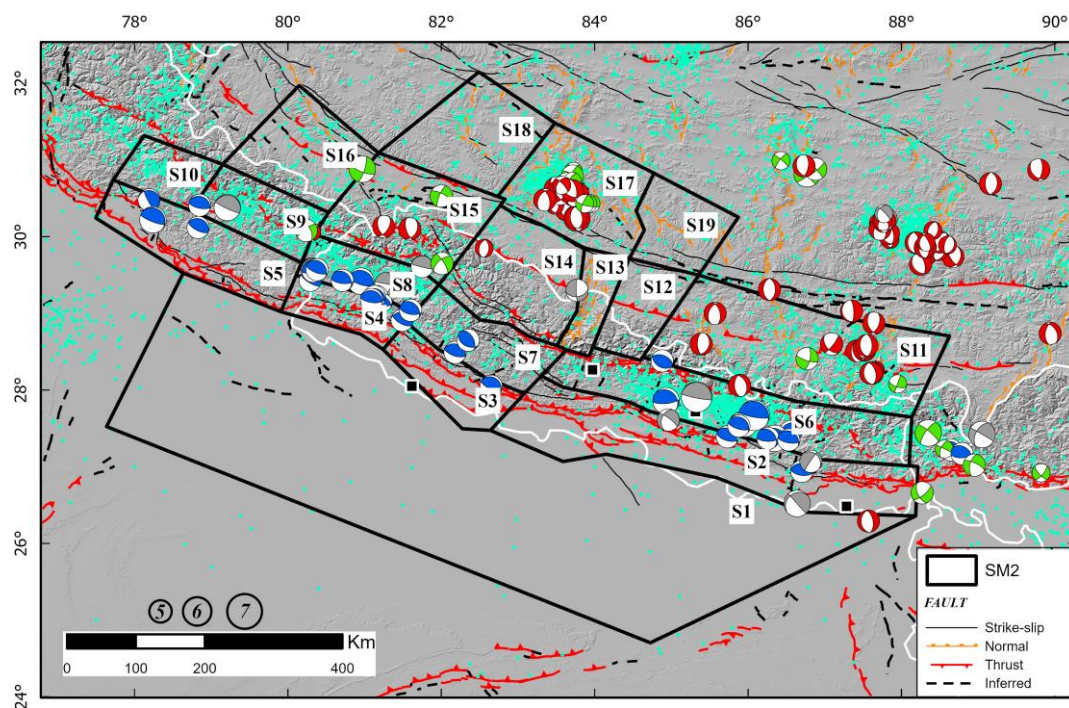 78° 80° 82° 84° 86° 88° 90°
32°
S18
S16
S10
S17
S15
S9
S19
30°
S14
S13
S5
S8
S12
S4
S7
S11
28°
S3
S6
S2
S1
26°
SM2
FAULT
5 6 7
Strike-slip
Km
Normal
0 100 200 400
Thrust
Inferred
24°